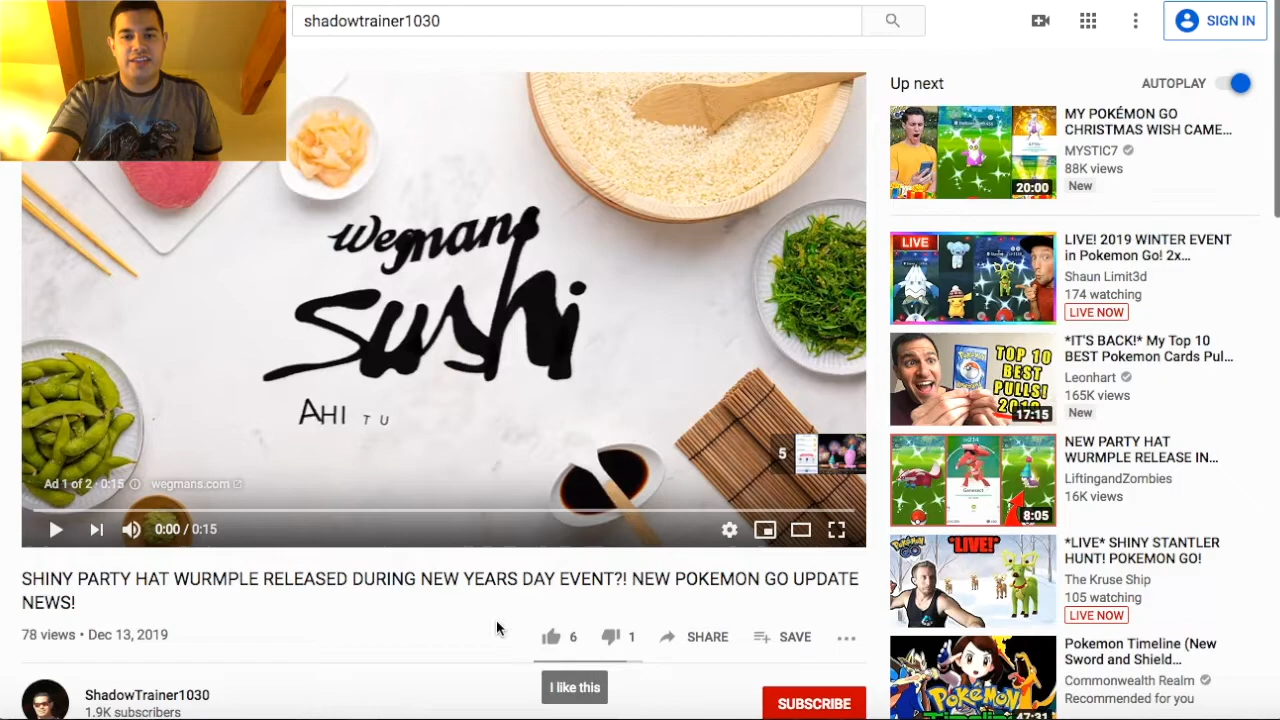 shadowtrainer1030
SIGN IN
wegmans
sushi
AHI T U
5
Ad 1 of 2 · 0:15
wegmans.com
0:00 / 0:15
SHINY PARTY HAT WURMPLE RELEASED DURING NEW YEARS DAY EVENT?! NEW POKEMON GO UPDATE
NEWS!
78 views • Dec 13, 2019
6
1
SHARE
SAVE
I like this
ShadowTrainer1030
1.9K subscribers
SUBSCRIBE
Up next
AUTOPLAY
20:00
MY POKÉMON GO
CHRISTMAS WISH CAME...
MYSTIC7
88K views
New
LIVE
LIVE! 2019 WINTER EVENT
in Pokemon Go! 2x...
Shaun Limit3d
174 watching
LIVE NOW
TOP 10
BEST
PULLS!
17:15
*IT'S BACK!* My Top 10
BEST Pokemon Cards Pul...
Leonhart
165K views
New
Genesect
8:05
NEW PARTY HAT
WURMPLE RELEASE IN...
LiftingandZombies
16K views
POKÉMON
GO
*LIVE!*
*LIVE* SHINY STANTLER
HUNT! POKEMON GO!
The Kruse Ship
105 watching
LIVE NOW
POKÉMON
47:31
Pokemon Timeline (New
Sword and Shield...
Commonwealth Realm
Recommended for you